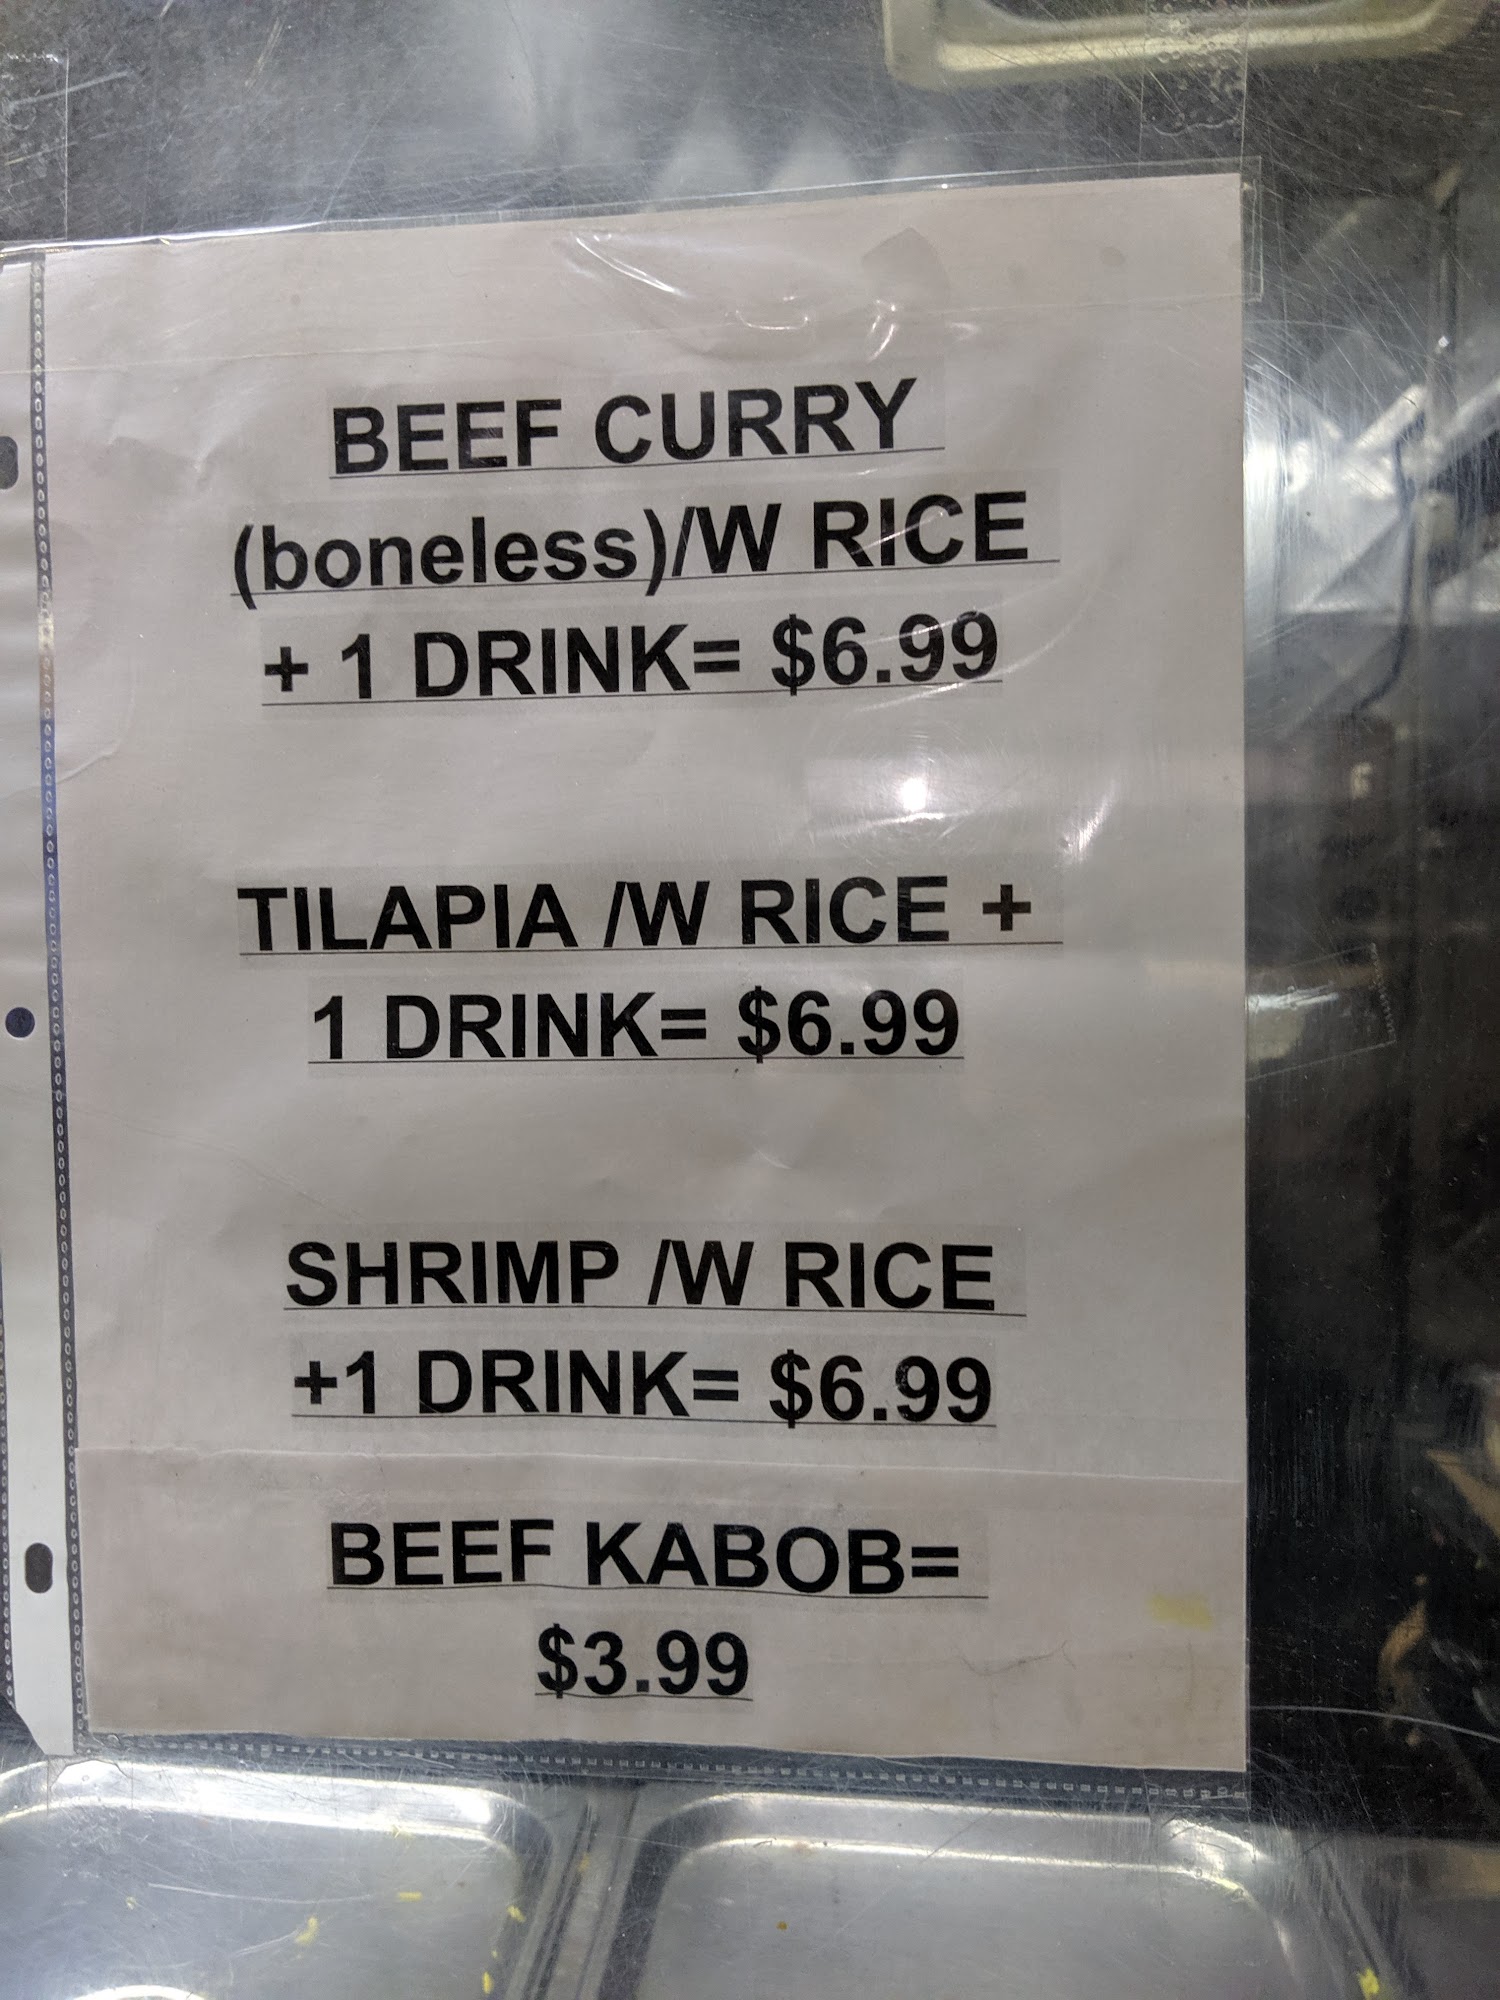 BEEF CURRY
(boneless)/W RICE
+ 1 DRINK= $6.99
TILAPIA /W RICE +
1 DRINK= $6.99
SHRIMP /W RICE
+1 DRINK= $6.99
BEEF KABOB=
$3.99